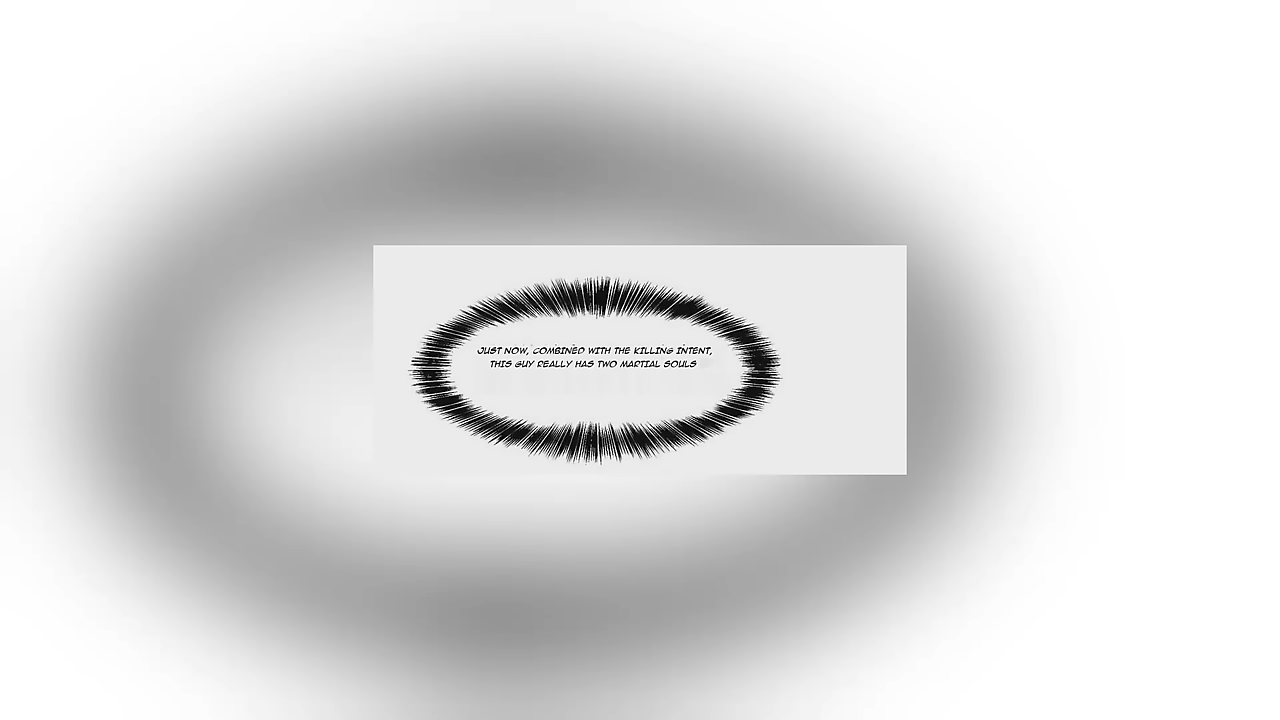 JUST NOW, COMBINED WITH THE KILLING INTENT,
THIS GUY REALLY HAS TWO MARTIAL SOULS